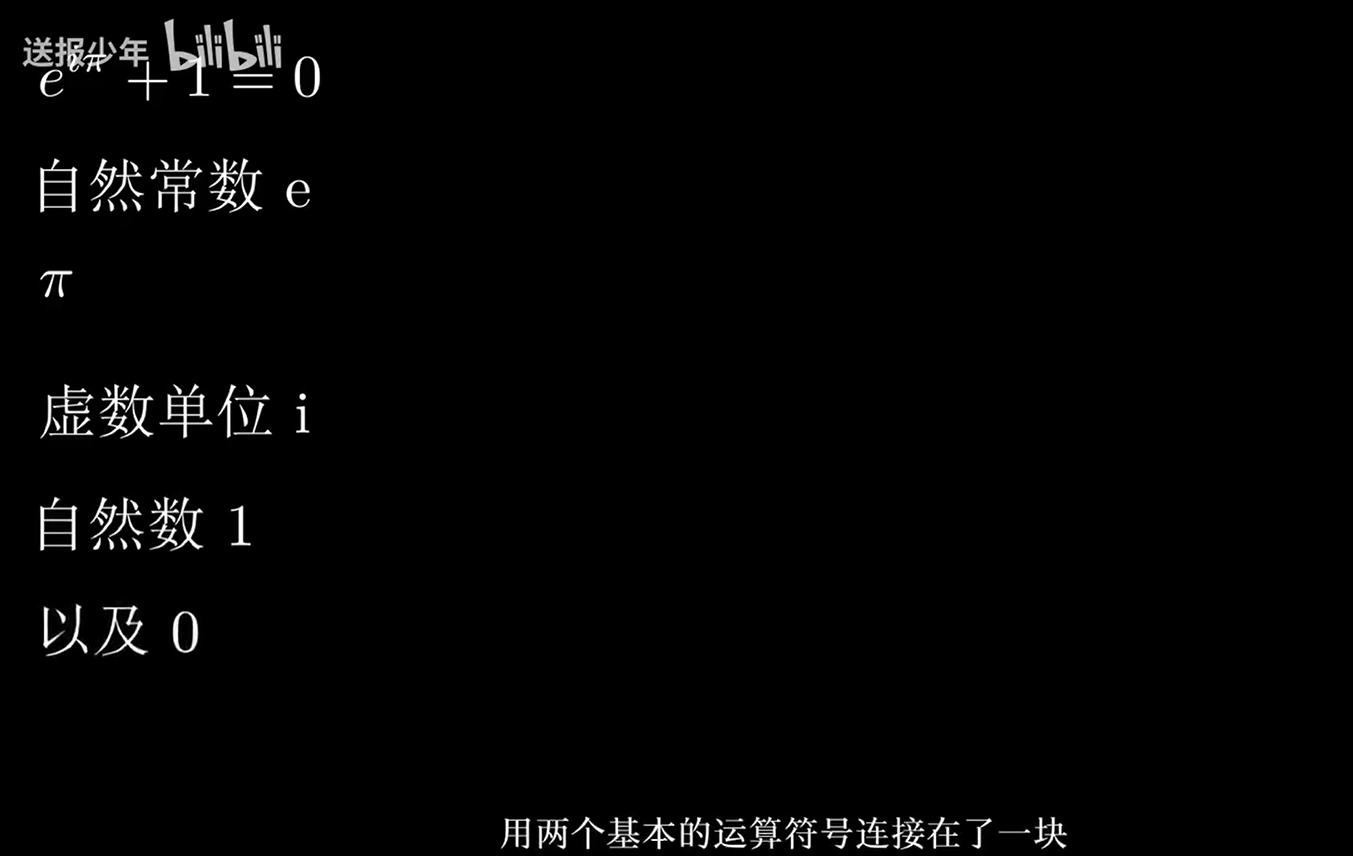 送报少年 bilibili
e^{iπ} + 1 = 0
自然常数 e
π
虚数单位 i
自然数 1
以及 0
用两个基本的运算符号连接在了一块